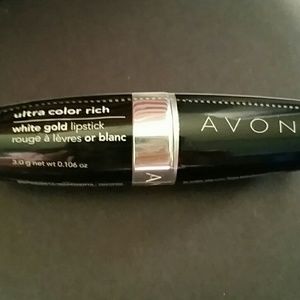 ultra color rich
white gold lipstick
rouge à lèvres or blanc
3.0 g net wt 0.106 oz
AVON
A